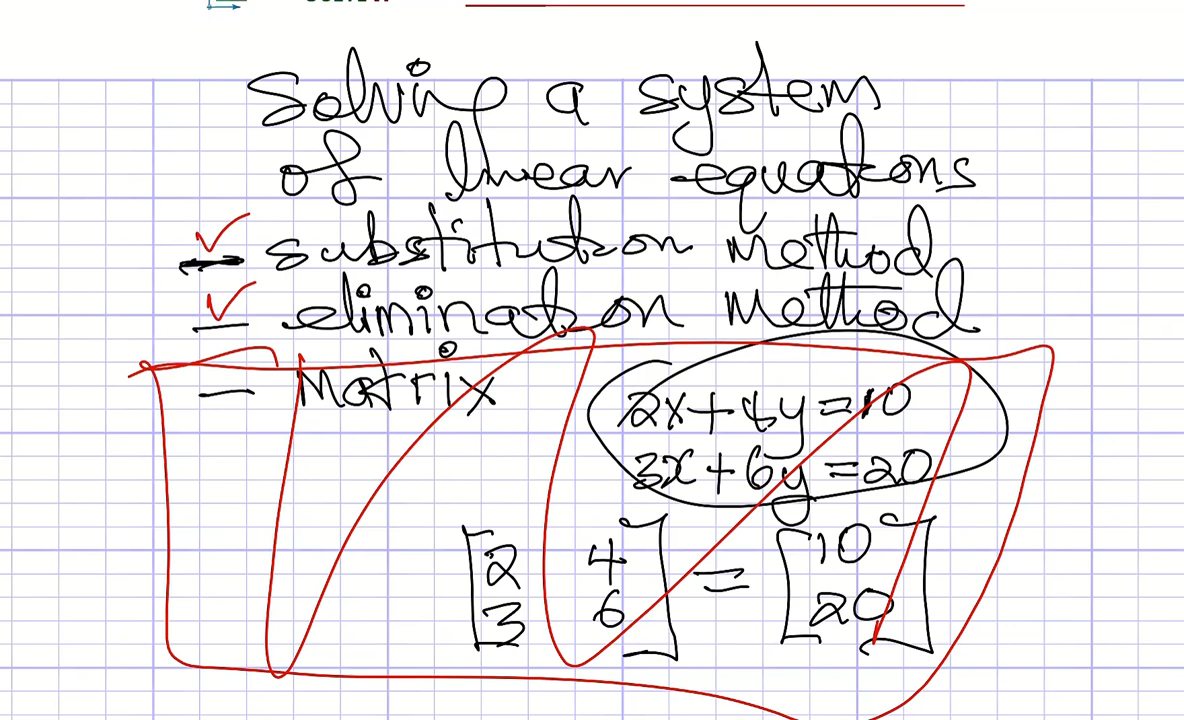 Solving a system
of linear equations
- substitution method
- elimination method
- Matrix
2x+4y=10
3x+6y=20
[2 4] = [10]
[3 6] [20]